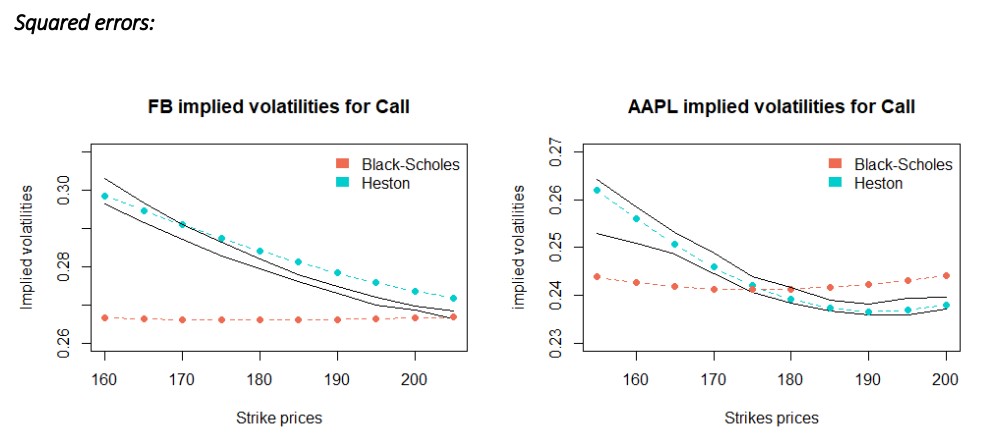 Squared errors:
FB implied volatilities for Call
Black-Scholes
Heston
Implied volatilities
0.30
0.28
0.26
160
170
180
190
200
Strike prices
AAPL implied volatilities for Call
Black-Scholes
Heston
implied volatilities
0.27
0.26
0.25
0.24
0.23
160
170
180
190
200
Strikes prices